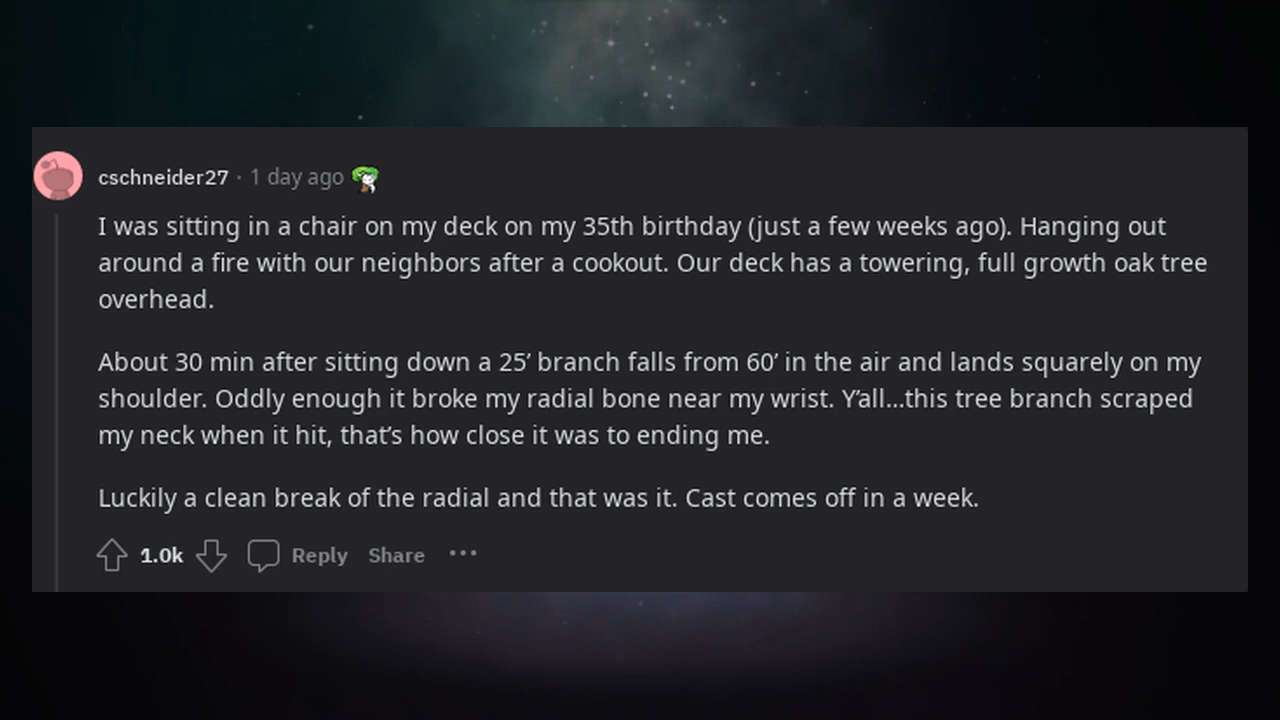 cschneider27 · 1 day ago
I was sitting in a chair on my deck on my 35th birthday (just a few weeks ago). Hanging out
around a fire with our neighbors after a cookout. Our deck has a towering, full growth oak tree
overhead.
About 30 min after sitting down a 25’ branch falls from 60’ in the air and lands squarely on my
shoulder. Oddly enough it broke my radial bone near my wrist. Y’all...this tree branch scraped
my neck when it hit, that’s how close it was to ending me.
Luckily a clean break of the radial and that was it. Cast comes off in a week.
1.0k Reply Share ···